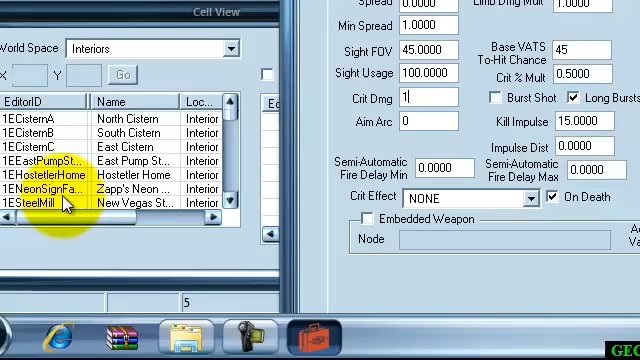 Cell View
World Space Interiors
X Y Go
EditorID Name Loc...
1ECisternA North Cistern Interior
1ECisternB South Cistern Interior
1ECisternC East Cistern Interior
1EEastPumpSt... East Pump St... Interior
1EHostetlerHome Hostetler Home Interior
1ENeonSignFa... Zapp's Neon ... Interior
1ESteelMill New Vegas St... Interior
5
Spread 0.0000
Limb Dmg Mult 1.0000
Min Spread 1.0000
Sight FOV 45.0000
Base VATS To-Hit Chance 45
Sight Usage 100.0000
Crit % Mult 0.5000
Crit Dmg 1
Burst Shot
Long Bursts
Aim Arc 0
Kill Impulse 15.0000
Impulse Dist 0.0000
Semi-Automatic Fire Delay Min 0.0000
Semi-Automatic Fire Delay Max 0.0000
Crit Effect NONE
On Death
Embedded Weapon
Node
GEC